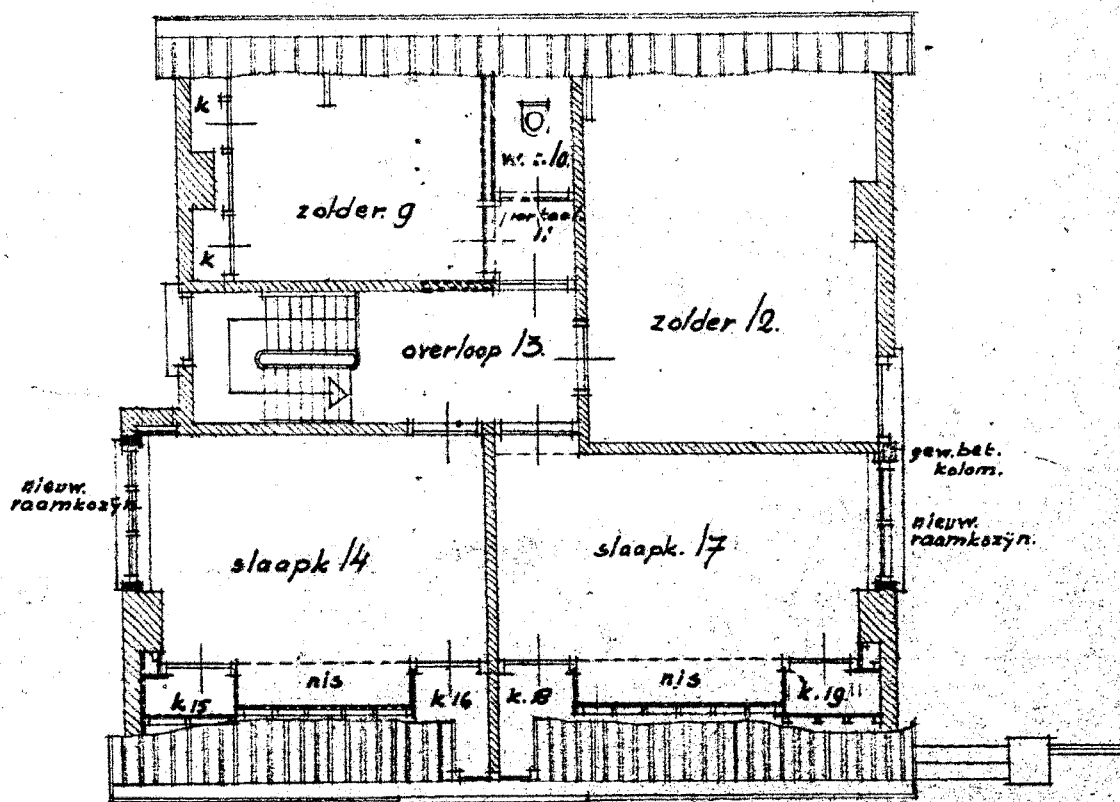 k
w.c. 10.
zolder. 9
portaal
k
zolder 12.
overloop 13.
gew. bet.
kolom.
nieuw.
raamkozijn.
nieuw.
raamkozijn.
slaapk 14
slaapk. 17
nis
nis
k. 15
k 16
k. 18
k. 19